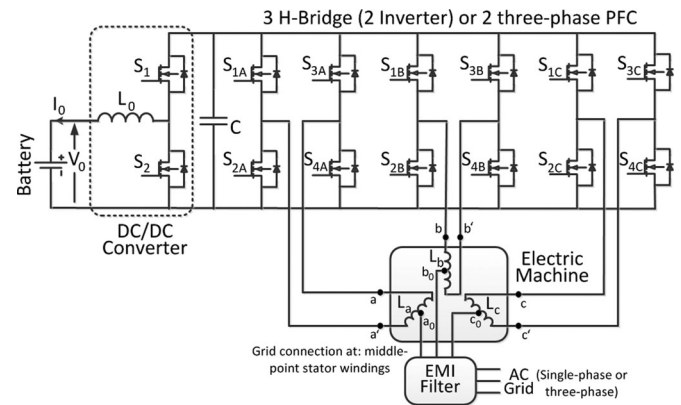 3 H-Bridge (2 Inverter) or 2 three-phase PFC
S1
S1A
S3A
S1B
S3B
S1C
S3C
I0
L0
C
Battery
+
-
V0
S2
S2A
S4A
S2B
S4B
S2C
S4C
DC/DC
Converter
b
b'
Electric
Machine
Lb
b0
a
La
a0
Lc
c0
c
a'
c'
Grid connection at: middle-
point stator windings
EMI
Filter
AC
Grid
(Single-phase or
three-phase)